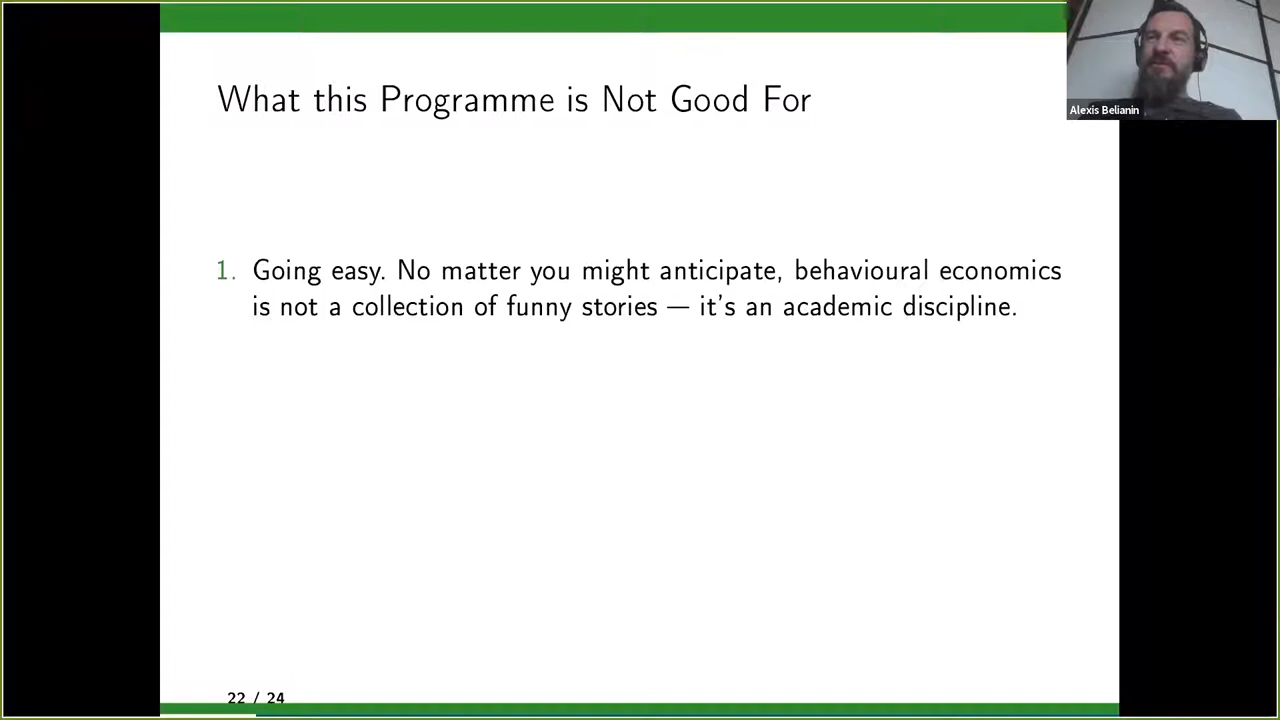 What this Programme is Not Good For
Alexis Belianin
1. Going easy. No matter you might anticipate, behavioural economics
is not a collection of funny stories — it's an academic discipline.
22 / 24